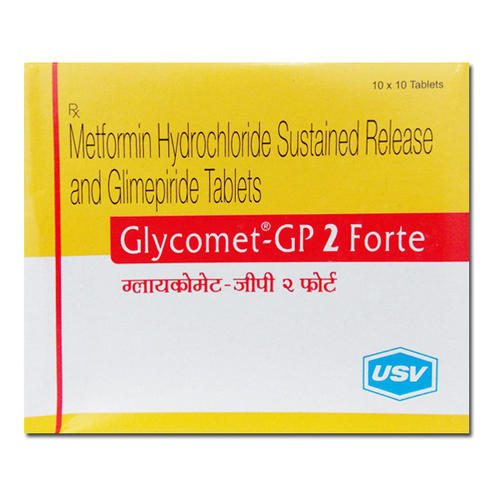 10 x 10 Tablets
Rx
Metformin Hydrochloride Sustained Release
and Glimepiride Tablets
Glycomet®-GP 2 Forte
ग्लायकोमेट-जीपी २ फोर्ट
USV